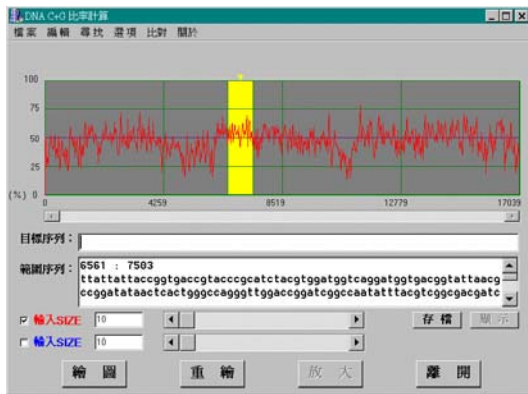 DNA C+G 比率計算
檔案 編輯 尋找 選項 比對 關於
100
75
50
25
(%) 0
0 4259 8519 12779 17039
目標序列：
範圍序列：
6561 : 7503
ttattattaccggtgaccgtacccgcatctacgtggatggtcaggatggtgacggtattaacg
ccggatataactcactgggccagggttggaccggatcggccaatatttacgtcggcgacgatc
輸入SIZE 10 存檔 顯示
輸入SIZE 10
繪圖 重繪 放大 離開